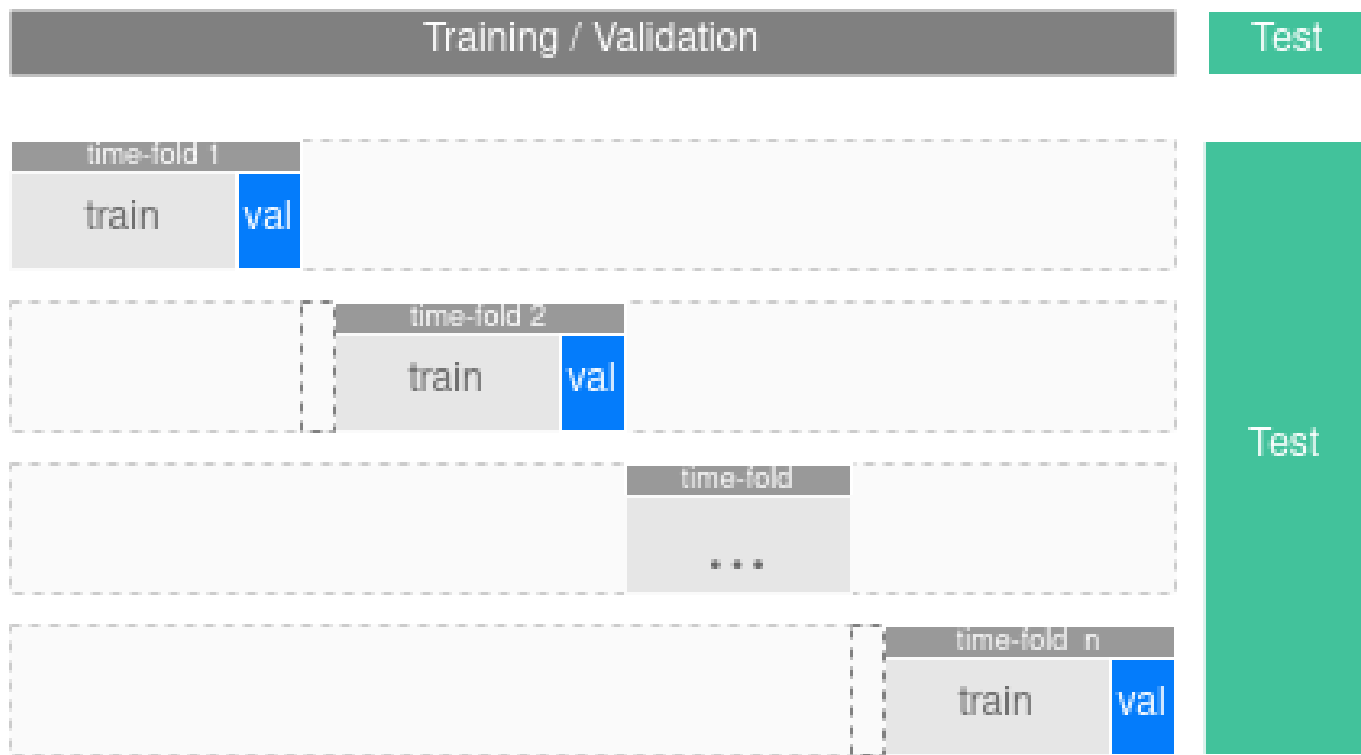 Training / Validation
Test
time-fold 1
train
val
time-fold 2
train
val
Test
time-fold
...
time-fold n
train
val